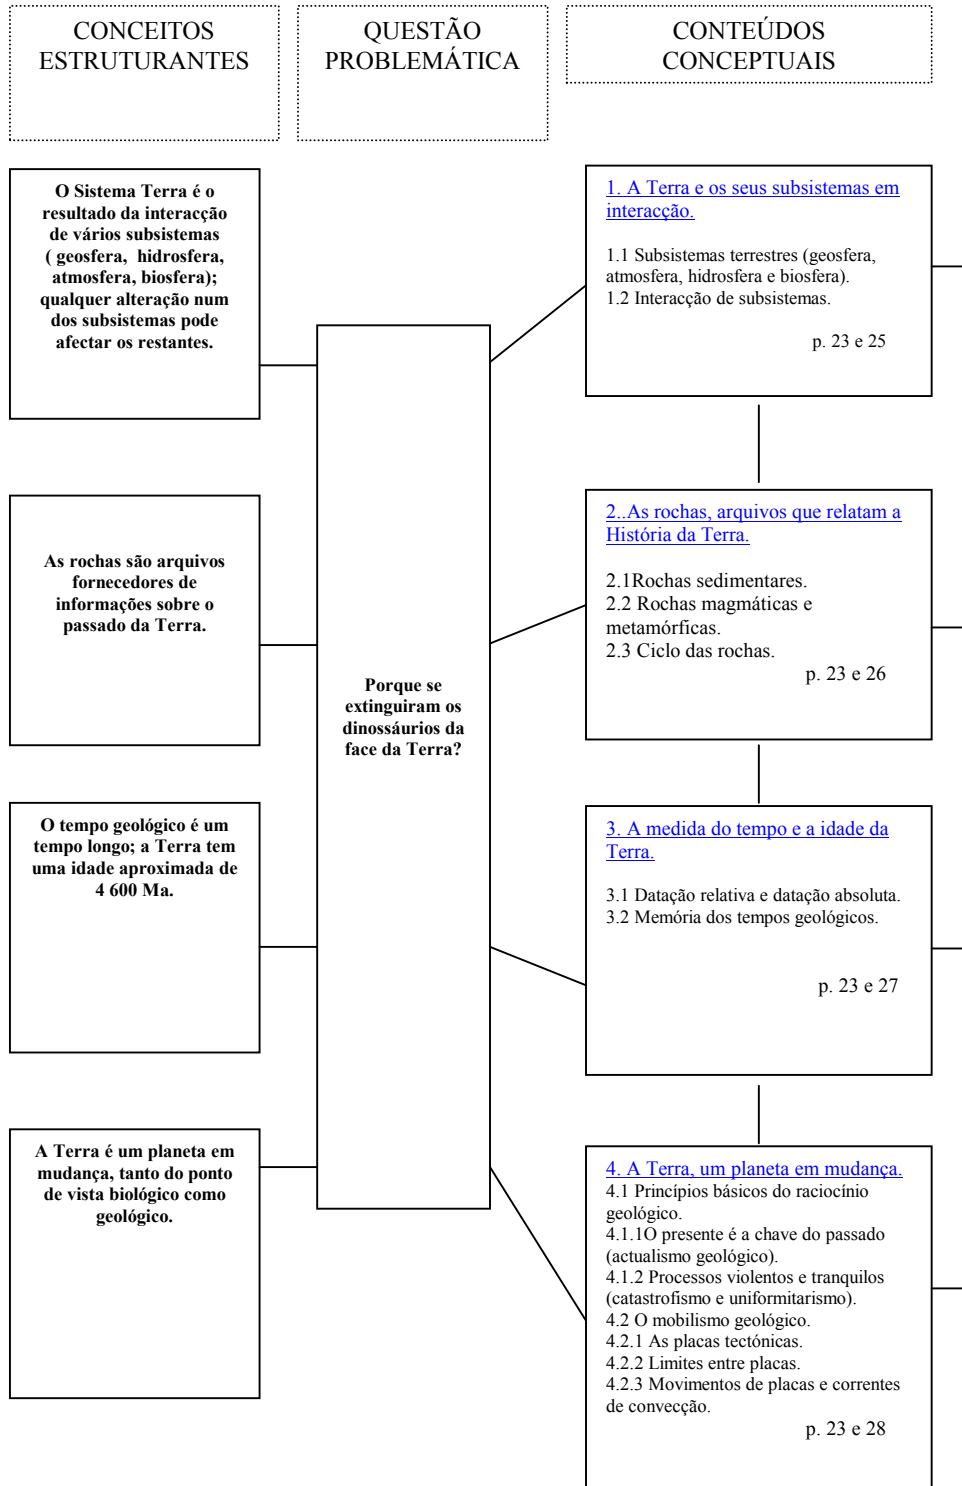 CONCEITOS
ESTRUTURANTES
QUESTÃO
PROBLEMÁTICA
CONTEÚDOS
CONCEPTUAIS
O Sistema Terra é o
resultado da interacção
de vários subsistemas
( geosfera, hidrosfera,
atmosfera, biosfera);
qualquer alteração num
dos subsistemas pode
afectar os restantes.
As rochas são arquivos
fornecedores de
informações sobre o
passado da Terra.
O tempo geológico é um
tempo longo; a Terra tem
uma idade aproximada de
4 600 Ma.
A Terra é um planeta em
mudança, tanto do ponto
de vista biológico como
geológico.
Porque se
extinguiram os
dinossáurios da
face da Terra?
1. A Terra e os seus subsistemas em
interacção.
1.1 Subsistemas terrestres (geosfera,
atmosfera, hidrosfera e biosfera).
1.2 Interacção de subsistemas.
p. 23 e 25
2..As rochas, arquivos que relatam a
História da Terra.
2.1Rochas sedimentares.
2.2 Rochas magmáticas e
metamórficas.
2.3 Ciclo das rochas.
p. 23 e 26
3. A medida do tempo e a idade da
Terra.
3.1 Datação relativa e datação absoluta.
3.2 Memória dos tempos geológicos.
p. 23 e 27
4. A Terra, um planeta em mudança.
4.1 Princípios básicos do raciocínio
geológico.
4.1.1O presente é a chave do passado
(actualismo geológico).
4.1.2 Processos violentos e tranquilos
(catastrofismo e uniformitarismo).
4.2 O mobilismo geológico.
4.2.1 As placas tectónicas.
4.2.2 Limites entre placas.
4.2.3 Movimentos de placas e correntes
de convecção.
p. 23 e 28